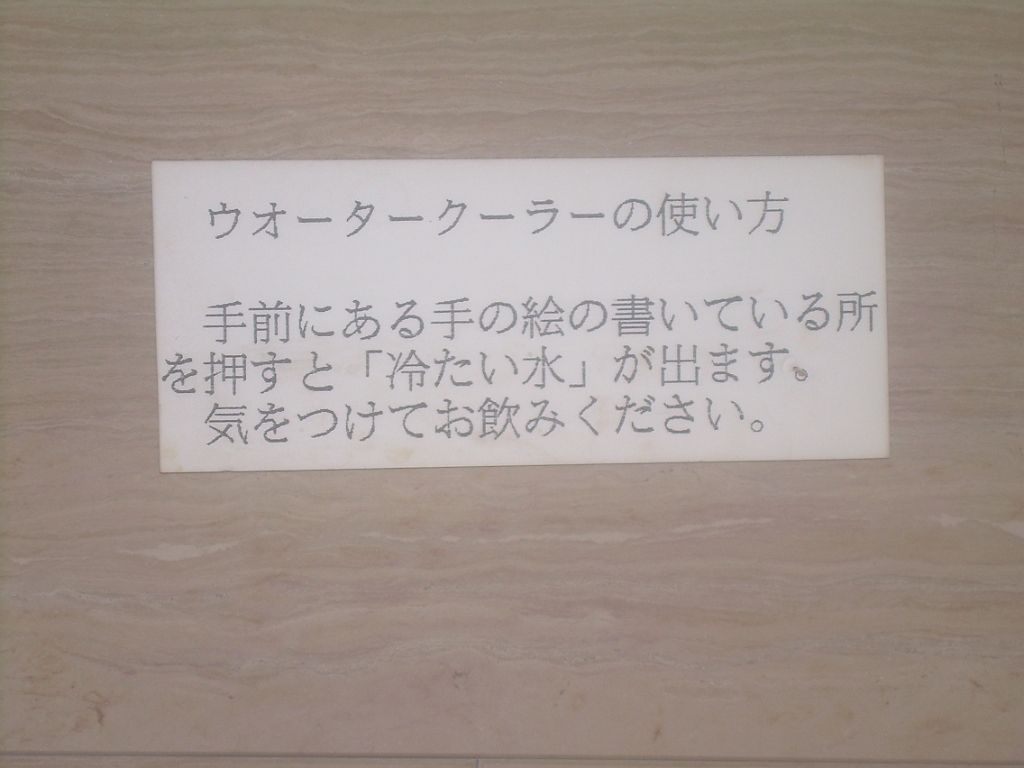 ウオータークーラーの使い方
手前にある手の絵の書いている所
を押すと「冷たい水」が出ます。
気をつけてお飲みください。